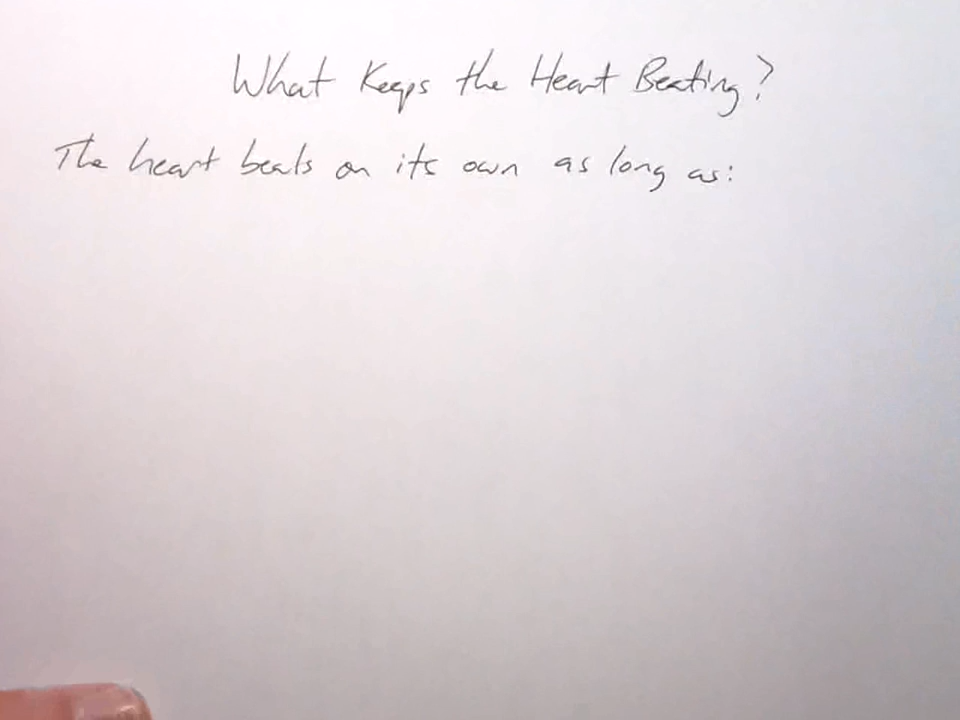 What Keeps the Heart Beating?
The heart beats on its own as long as: